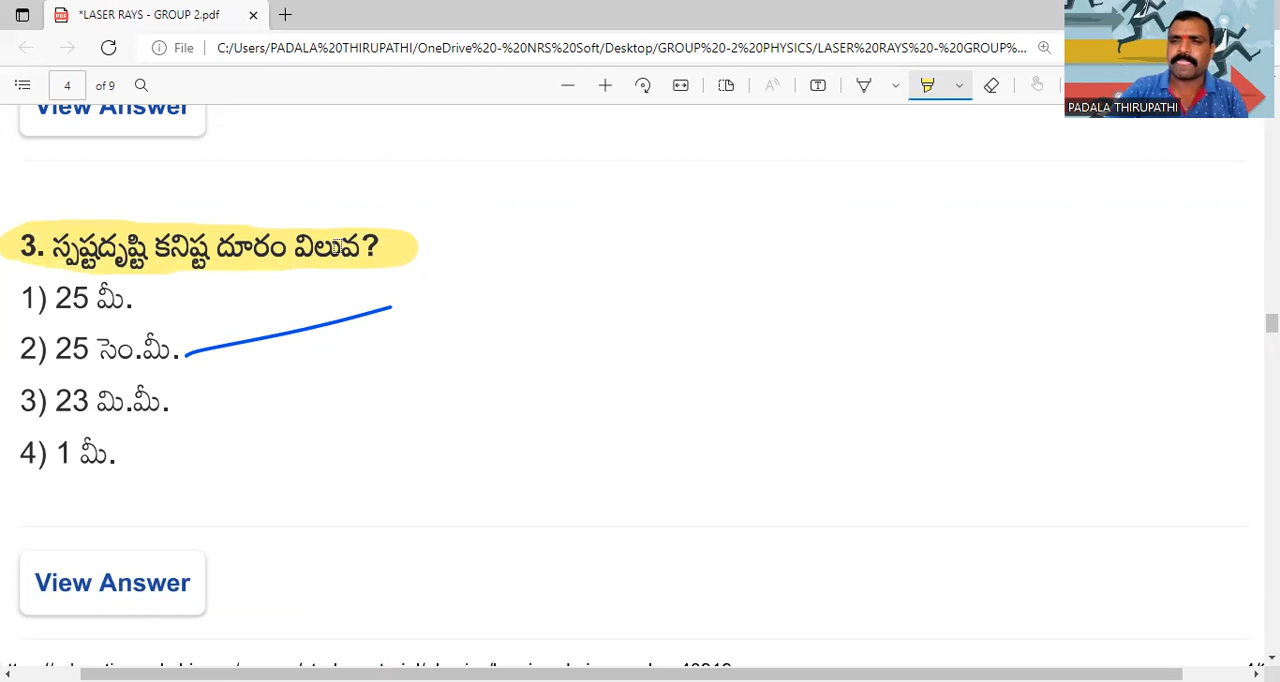 *LASER RAYS - GROUP 2.pdf
File C:/Users/PADALA%20THIRUPATHI/OneDrive%20-%20NRS%20Soft/Desktop/GROUP%20-2%20PHYSICS/LASER%20RAYS%20-%20GROUP%...
4 of 9
PADALA THIRUPATHI
View Answer
3. స్పష్టదృష్టి కనిష్ట దూరం విలువ?
1) 25 మీ.
2) 25 సెం.మీ.
3) 23 మి.మీ.
4) 1 మీ.
View Answer